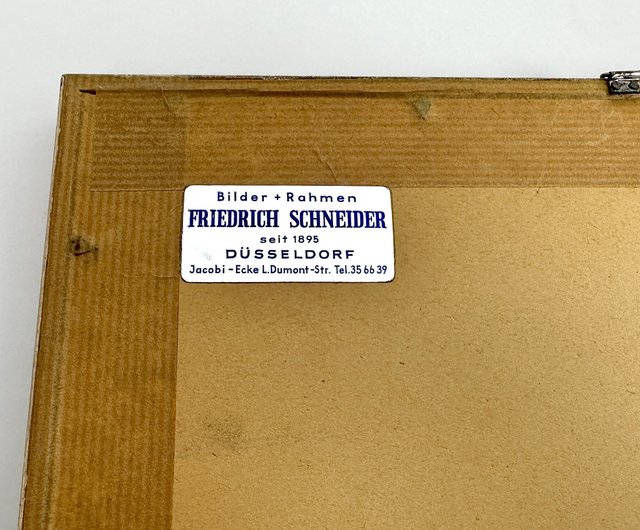 Bilder + Rahmen
FRIEDRICH SCHNEIDER
seit 1895
DÜSSELDORF
Jacobi - Ecke L.Dumont-Str. Tel.35 66 39